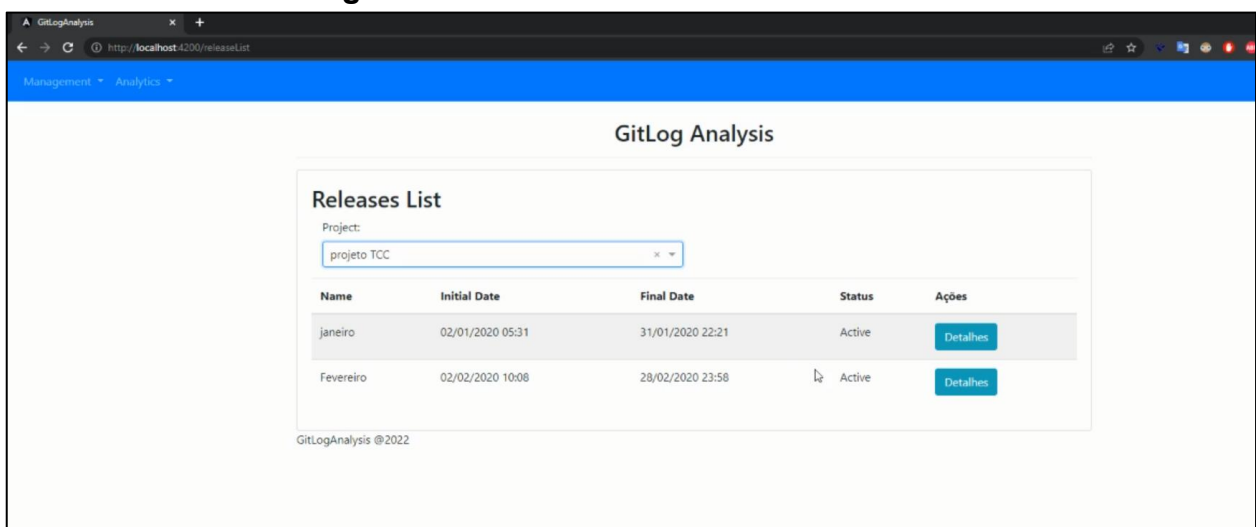 GitLogAnalysis × +
http://localhost:4200/releaseList
Management Analytics
GitLog Analysis
Releases List
Project:
projeto TCC ×
Name Initial Date Final Date Status Ações
janeiro 02/01/2020 05:31 31/01/2020 22:21 Active Detalhes
Fevereiro 02/02/2020 10:08 28/02/2020 23:58 Active Detalhes
GitLogAnalysis @2022